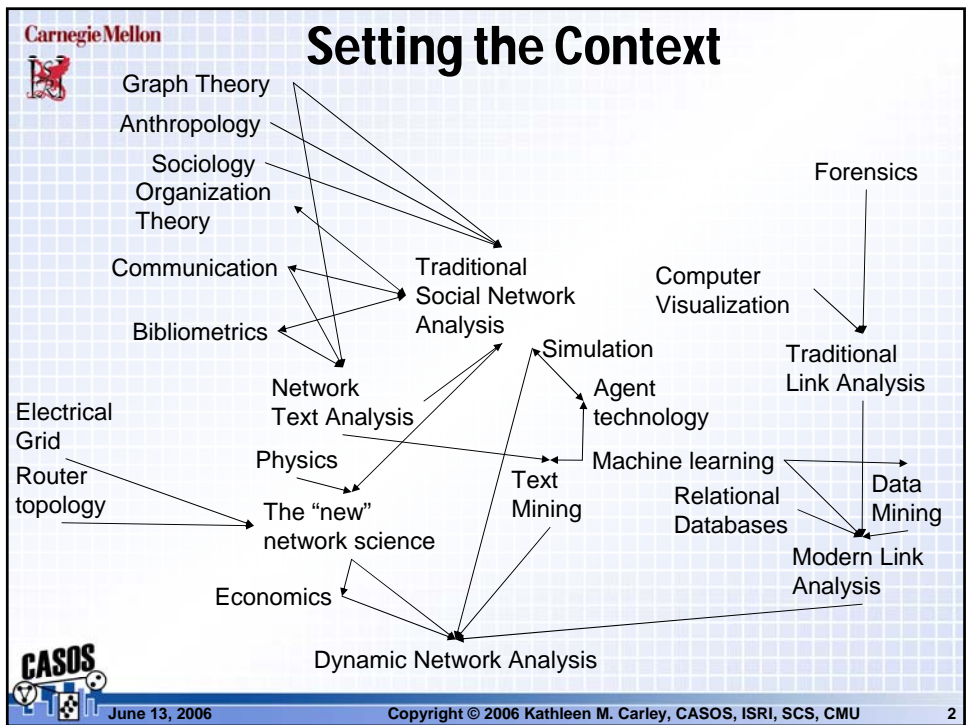 Carnegie Mellon
Setting the Context
Graph Theory
Anthropology
Sociology
Organization
Theory
Forensics
Communication
Traditional
Social Network
Analysis
Computer
Visualization
Bibliometrics
Simulation
Traditional
Link Analysis
Network
Text Analysis
Agent
technology
Electrical
Grid
Physics
Machine learning
Router
topology
Text
Mining
Relational
Databases
Data
Mining
The “new”
network science
Modern Link
Analysis
Economics
Dynamic Network Analysis
CASOS
June 13, 2006
Copyright © 2006 Kathleen M. Carley, CASOS, ISRI, SCS, CMU
2